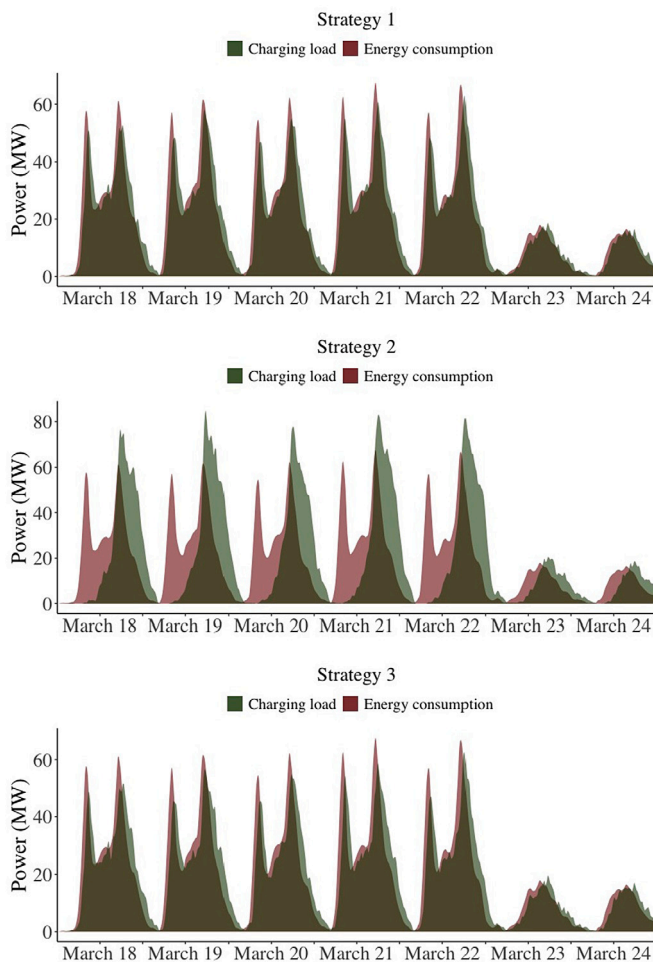 Strategy 1
Charging load Energy consumption
Power (MW)
60
40
20
0
March 18 March 19 March 20 March 21 March 22 March 23 March 24
Strategy 2
Charging load Energy consumption
Power (MW)
80
60
40
20
0
March 18 March 19 March 20 March 21 March 22 March 23 March 24
Strategy 3
Charging load Energy consumption
Power (MW)
60
40
20
0
March 18 March 19 March 20 March 21 March 22 March 23 March 24